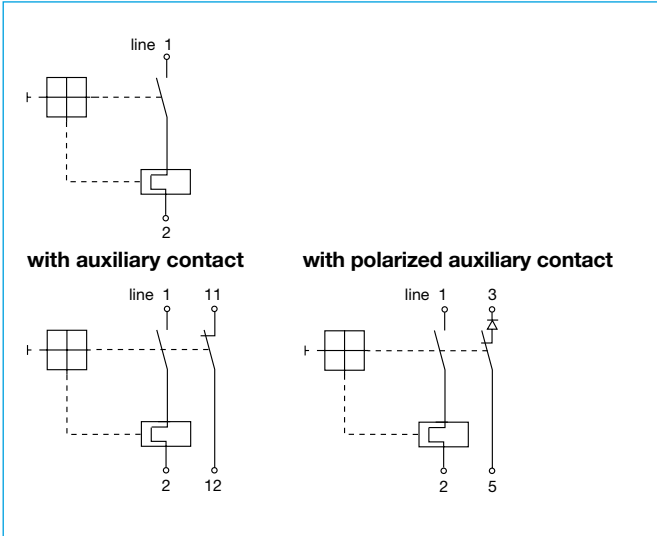 line 1
2
with auxiliary contact
with polarized auxiliary contact
line 1 11
line 1 3
2 12
2 5